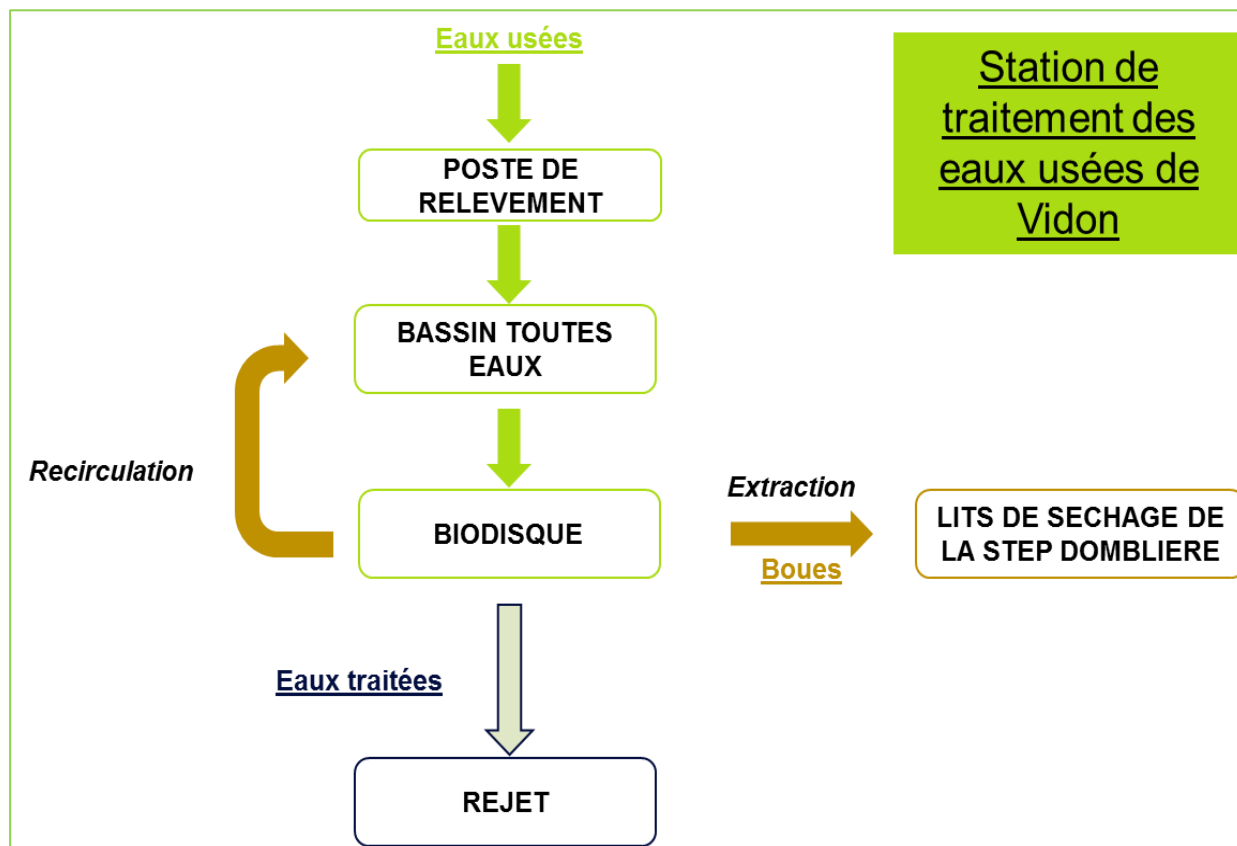 Eaux usées
Station de
traitement des
eaux usées de
Vidon
POSTE DE
RELEVEMENT
BASSIN TOUTES
EAUX
Recirculation
BIODISQUE
Extraction
Boues
LITS DE SECHAGE DE
LA STEP DOMBLIERE
Eaux traitées
REJET